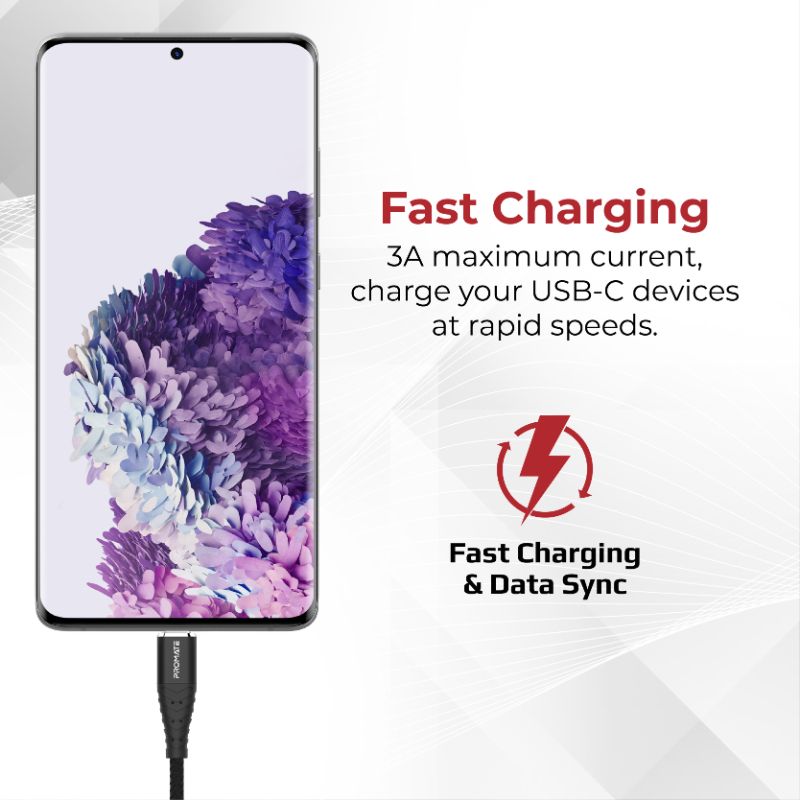 Fast Charging
3A maximum current,
charge your USB-C devices
at rapid speeds.
Fast Charging
& Data Sync
PROMATE